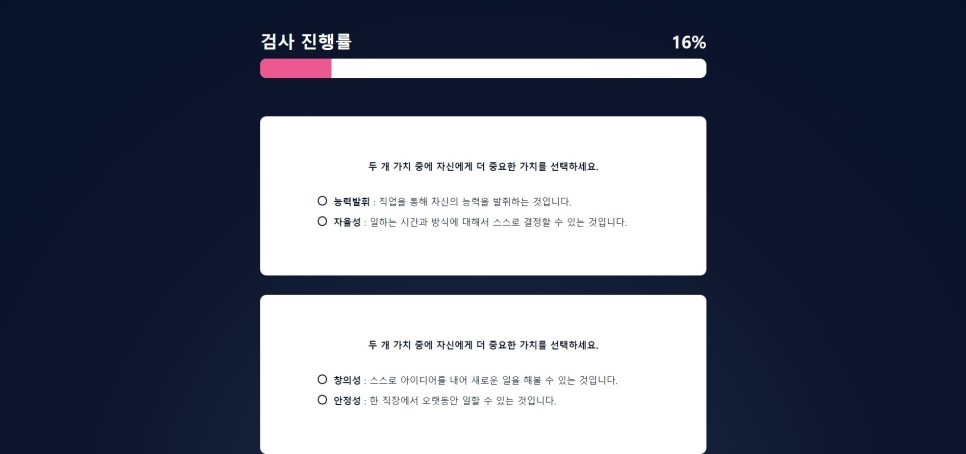 검사 진행률 16%
두 개 가치 중에 자신에게 더 중요한 가치를 선택하세요.
능력발휘 : 직업을 통해 자신의 능력을 발휘하는 것입니다.
자율성 : 일하는 시간과 방식에 대해서 스스로 결정할 수 있는 것입니다.
두 개 가치 중에 자신에게 더 중요한 가치를 선택하세요.
창의성 : 스스로 아이디어를 내어 새로운 일을 해볼 수 있는 것입니다.
안정성 : 한 직장에서 오랫동안 일할 수 있는 것입니다.